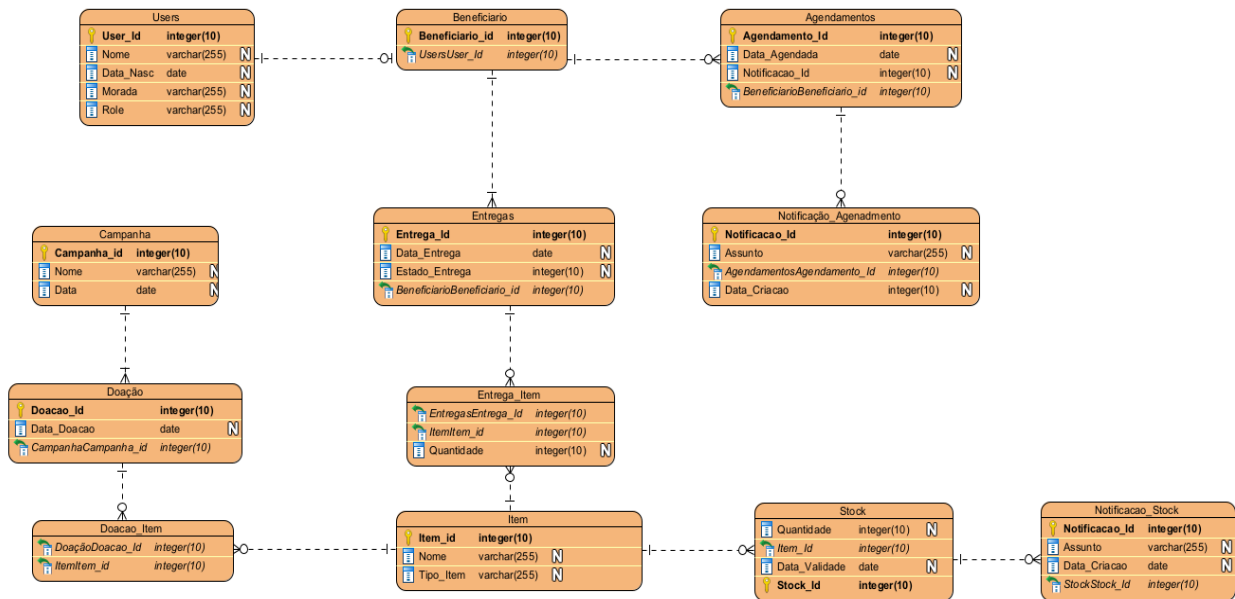 Users
User_Id integer(10)
Nome varchar(255) N
Data_Nasc date N
Morada varchar(255) N
Role varchar(255) N
Beneficiario
Beneficiario_id integer(10)
UsersUser_Id integer(10)
Agendamentos
Agendamento_Id integer(10)
Data_Agendada date N
Notificacao_Id integer(10) N
BeneficiarioBeneficiario_id integer(10)
Campanha
Campanha_id integer(10)
Nome varchar(255) N
Data date N
Entregas
Entrega_Id integer(10)
Data_Entrega date N
Estado_Entrega integer(10) N
BeneficiarioBeneficiario_id integer(10)
Notificação_Agenadmento
Notificacao_Id integer(10)
Assunto varchar(255) N
AgendamentosAgendamento_Id integer(10)
Data_Criacao integer(10) N
Doação
Doacao_Id integer(10)
Data_Doacao date N
CampanhaCampanha_id integer(10)
Entrega_Item
EntregasEntrega_Id integer(10)
ItemItem_id integer(10)
Quantidade integer(10) N
Doacao_Item
DoaçãoDoacao_Id integer(10)
ItemItem_id integer(10)
Item
Item_id integer(10)
Nome varchar(255) N
Tipo_Item varchar(255) N
Stock
Quantidade integer(10) N
Item_Id integer(10)
Data_Validade date N
Stock_Id integer(10)
Notificacao_Stock
Notificacao_Id integer(10)
Assunto varchar(255) N
Data_Criacao date N
StockStock_Id integer(10)